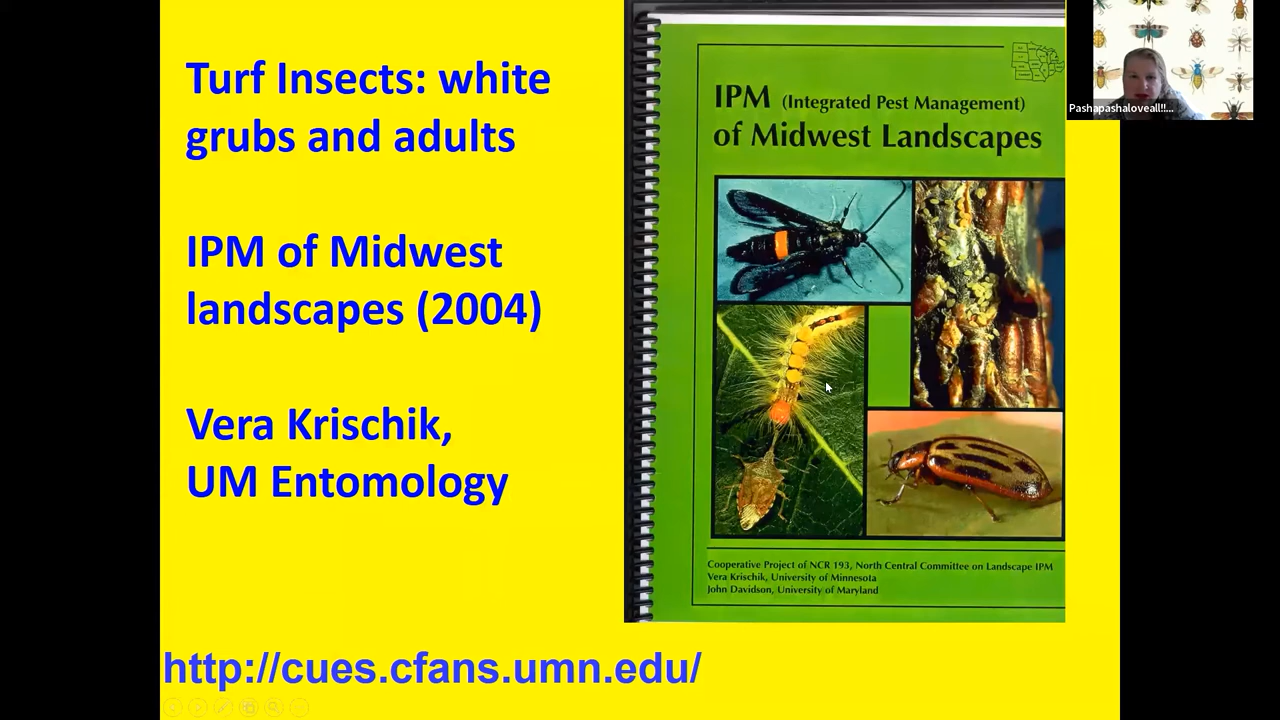 Turf Insects: white
grubs and adults
IPM of Midwest
landscapes (2004)
Vera Krischik,
UM Entomology
http://cues.cfans.umn.edu/
IPM (Integrated Pest Management)
of Midwest Landscapes
Cooperative Project of NCR 193, North Central Committee on Landscape IPM
Vera Krischik, University of Minnesota
John Davidson, University of Maryland
Pashapashaloveall!!...